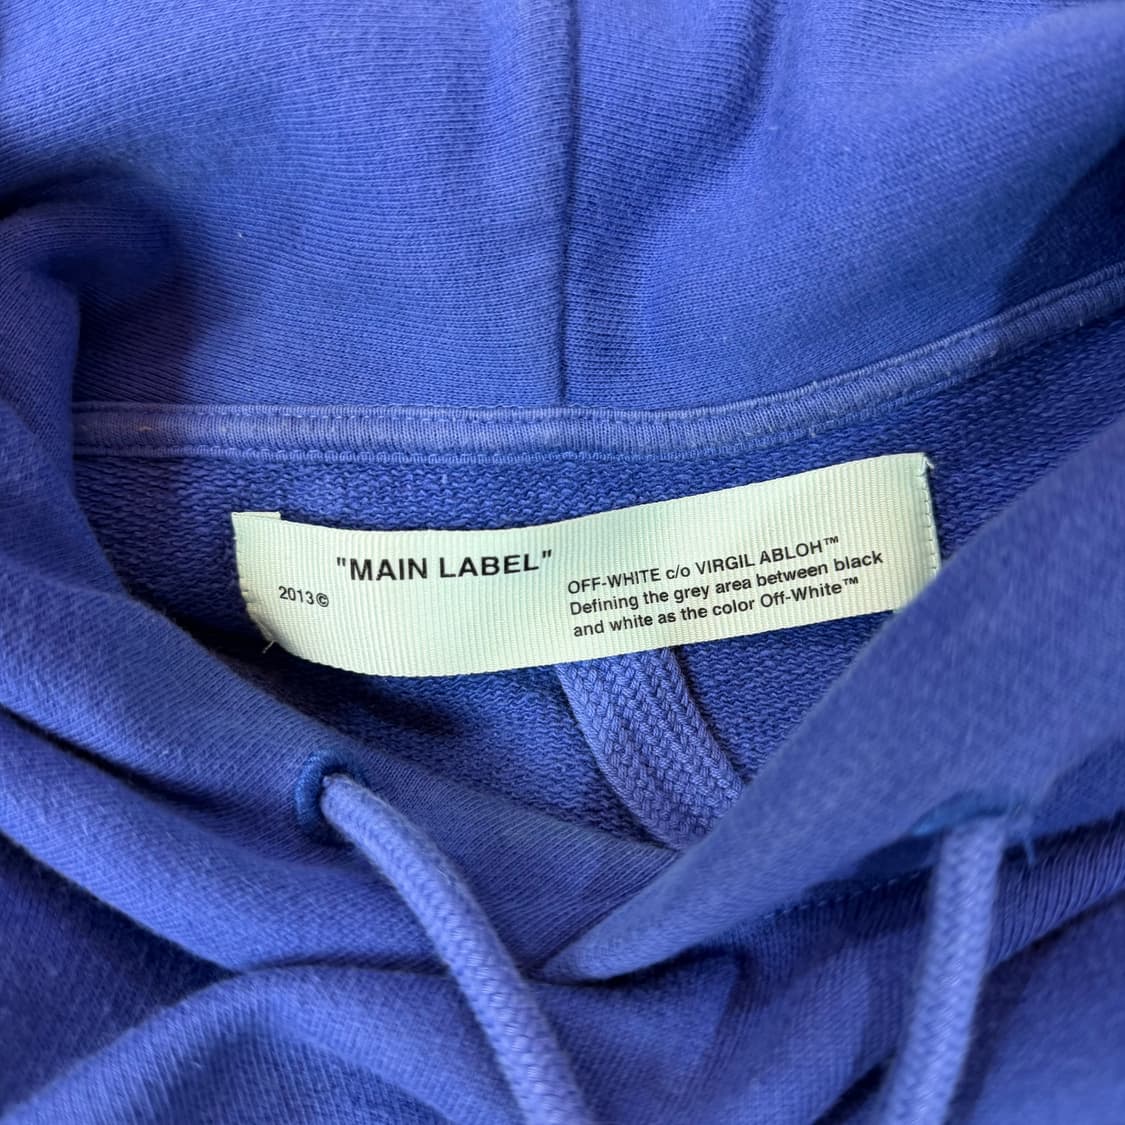 "MAIN LABEL"
2013©
OFF-WHITE c/o VIRGIL ABLOH™
Defining the grey area between black
and white as the color Off-White™